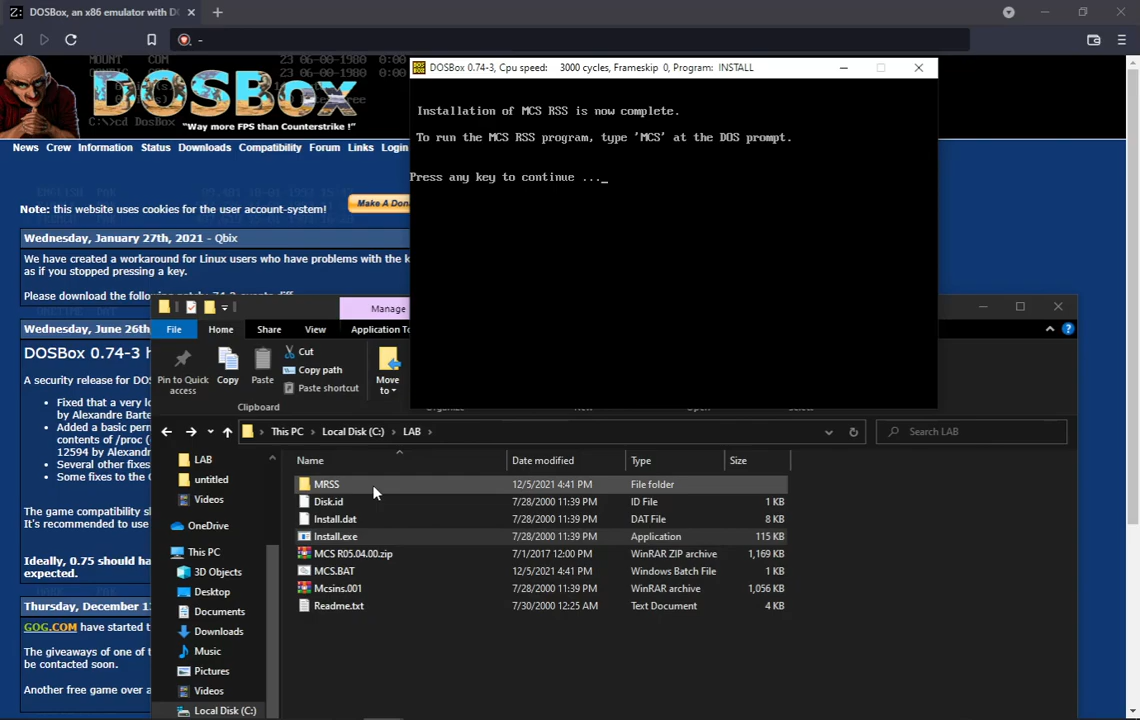 DOSBox, an x86 emulator with D
-
MOUNT COM
23 06-00-1980 0:00
DOSBox
"Way more FPS than Counterstrike !"
News Crew Information Status Downloads Compatibility Forum Links Login
Note: this website uses cookies for the user account-system!
Make A Don
Wednesday, January 27th, 2021 - Qbix
We have created a workaround for Linux users who have problems with the k
as if you stopped pressing a key.
Please download the follo
Wednesday, June 26th
DOSBox 0.74-3 h
A security release for DOS
Fixed that a very lo
by Alexandre Barte
Added a basic perm
contents of /proc (
12594 by Alexand
Several other fixes
Some fixes to the
The game compatibility s
It's recommended to use
Ideally, 0.75 should ha
expected.
Thursday, December 1
GOG.COM have started t
The giveaways of one of t
be contacted soon.
Another free game over a
DOSBox 0.74-3, Cpu speed: 3000 cycles, Frameskip 0, Program: INSTALL
Installation of MCS RSS is now complete.
To run the MCS RSS program, type 'MCS' at the DOS prompt.
Press any key to continue ..._
Manage
File Home Share View Application To
Pin to Quick access
Copy
Paste
Cut
Copy path
Paste shortcut
Move to
Clipboard
This PC > Local Disk (C:) > LAB >
Search LAB
Name Date modified Type Size
MRSS 12/5/2021 4:41 PM File folder
Disk.id 7/28/2000 11:39 PM ID File 1 KB
Install.dat 7/28/2000 11:39 PM DAT File 8 KB
Install.exe 7/28/2000 11:39 PM Application 115 KB
MCS R05.04.00.zip 7/1/2017 12:00 PM WinRAR ZIP archive 1,169 KB
MCS.BAT 12/5/2021 4:41 PM Windows Batch File 1 KB
Mcsins.001 7/28/2000 11:39 PM WinRAR archive 1,056 KB
Readme.txt 7/30/2000 12:25 AM Text Document 4 KB
LAB
untitled
Videos
OneDrive
This PC
3D Objects
Desktop
Documents
Downloads
Music
Pictures
Videos
Local Disk (C:)